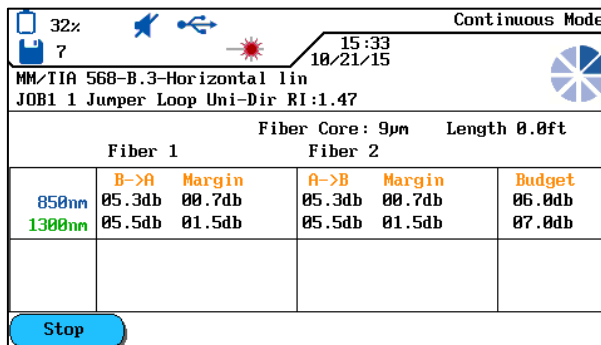 32% Continuous Mode
7 15:33
10/21/15
MM/TIA 568-B.3-Horizontal lin
JOB1 1 Jumper Loop Uni-Dir RI:1.47
Fiber Core: 9µm Length 0.0ft
Fiber 1 Fiber 2
B->A Margin A->B Margin Budget
850nm 05.3db 00.7db 05.3db 00.7db 06.0db
1300nm 05.5db 01.5db 05.5db 01.5db 07.0db
Stop